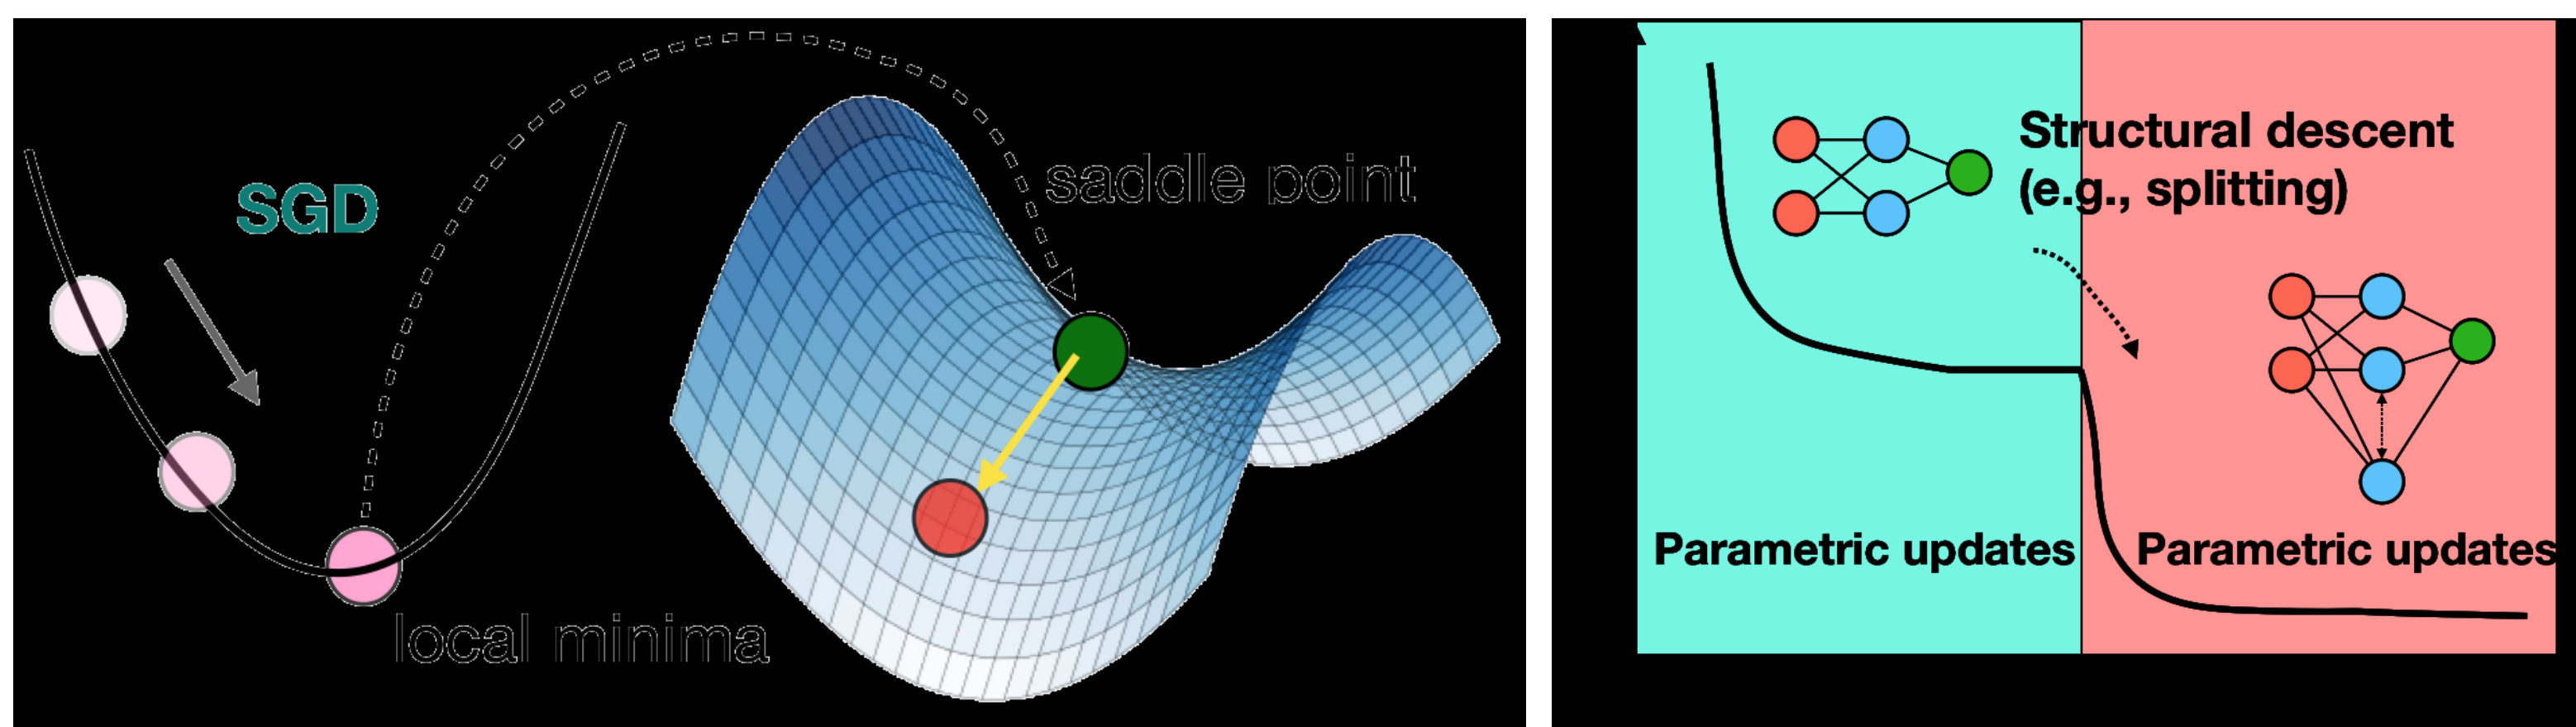 SGD
saddle point
local minima
Structural descent
(e.g., splitting)
Parametric updates
Parametric updates